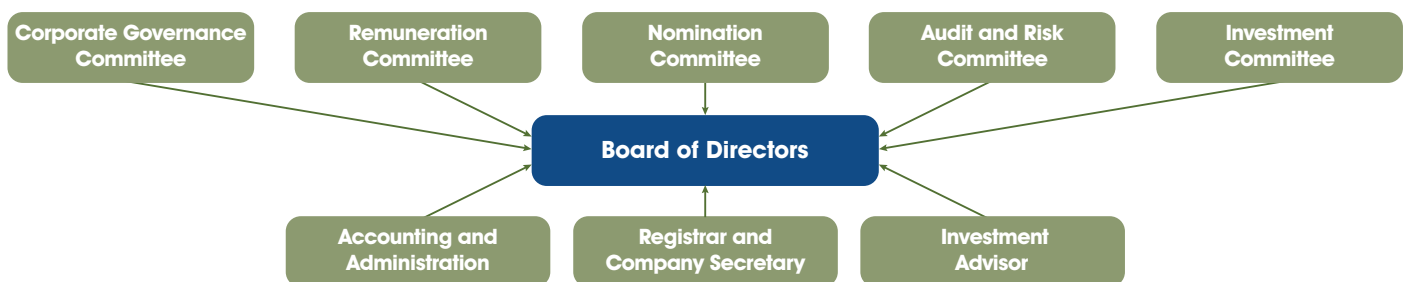 Corporate Governance
Committee
Remuneration
Committee
Nomination
Committee
Audit and Risk
Committee
Investment
Committee
Board of Directors
Accounting and
Administration
Registrar and
Company Secretary
Investment
Advisor